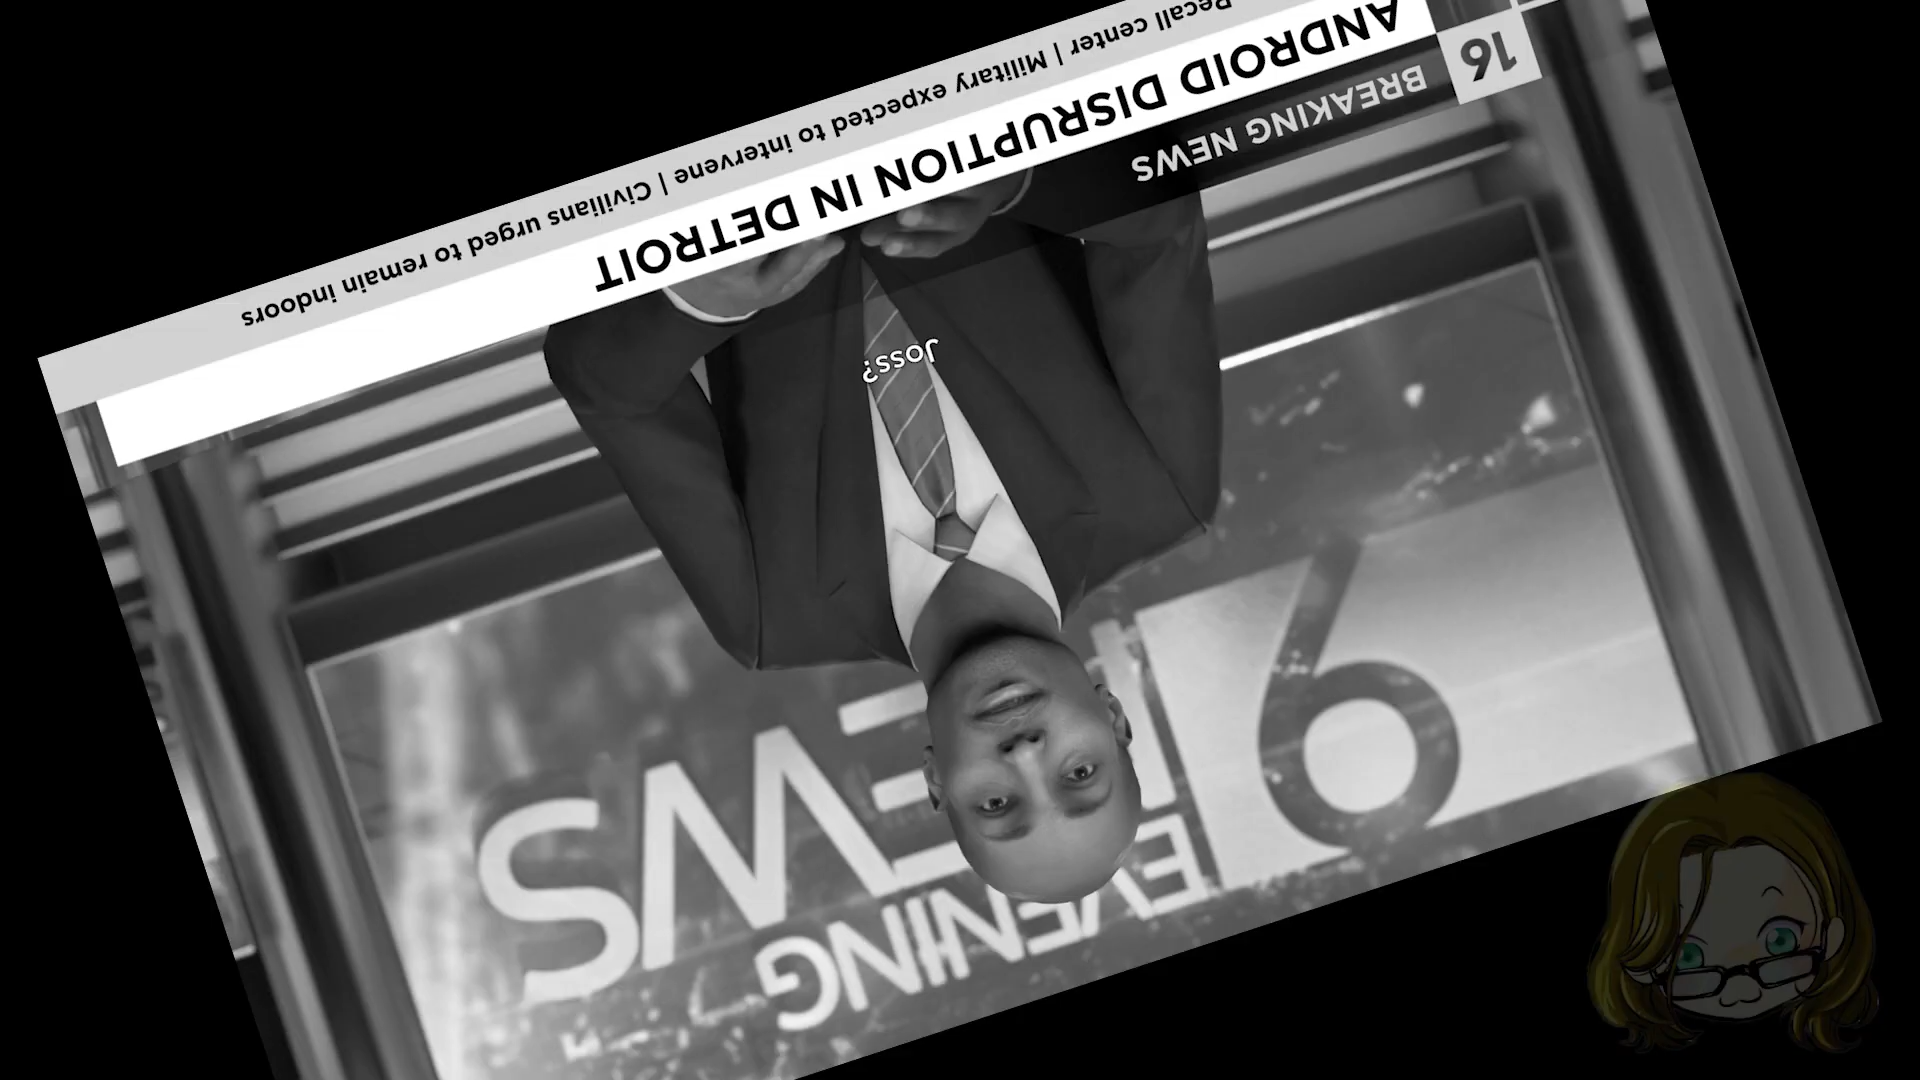 16
EVENING
NEWS
Joss?
16 BREAKING NEWS
ANDROID DISRUPTION IN DETROIT
Recall center | Military expected to intervene | Civilians urged to remain indoors